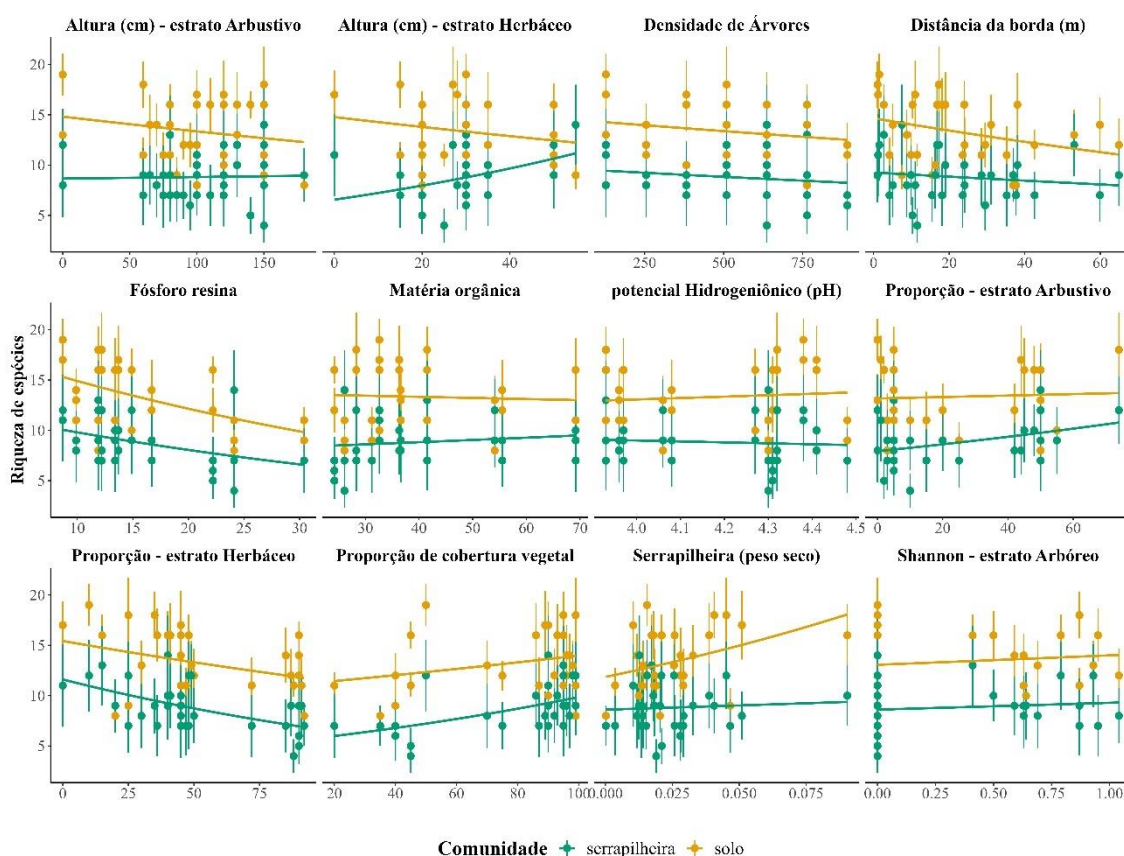 Altura (cm) - estrato Arbustivo
Altura (cm) - estrato Herbáceo
Densidade de Árvores
Distância da borda (m)
20
15
10
5
0 50 100 150
0 20 40
250 500 750
0 20 40 60
Fósforo resina
Matéria orgânica
potencial Hidrogeniônico (pH)
Proporção - estrato Arbustivo
Riqueza de espécies
20
15
10
5
10 15 20 25 30
30 40 50 60 70
4.0 4.1 4.2 4.3 4.4 4.5
0 20 40 60
Proporção - estrato Herbáceo
Proporção de cobertura vegetal
Serrapilheira (peso seco)
Shannon - estrato Arbóreo
20
15
10
5
0 25 50 75
20 40 60 80 100
0.000 0.025 0.050 0.075
0.00 0.25 0.50 0.75 1.00
Comunidade serrapilheira solo